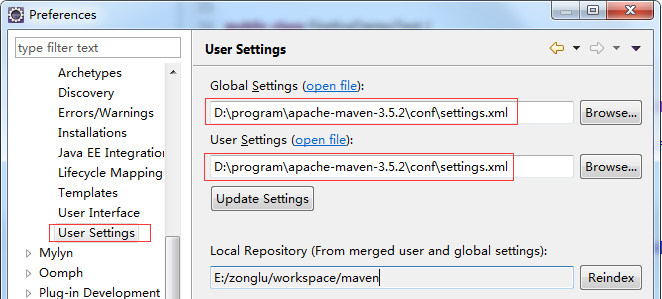 Preferences
type filter text
Archetypes
Discovery
Errors/Warnings
Installations
Java EE Integration
Lifecycle Mapping
Templates
User Interface
User Settings
Mylyn
Oomph
Plug-in Development
User Settings
Global Settings (open file):
D:\program\apache-maven-3.5.2\conf\settings.xml
Browse...
User Settings (open file):
D:\program\apache-maven-3.5.2\conf\settings.xml
Browse...
Update Settings
Local Repository (From merged user and global settings):
E:/zonglu/workspace/maven
Reindex